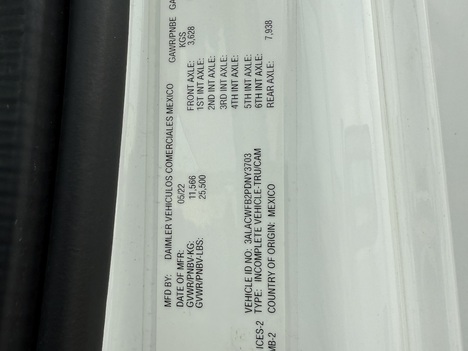 MFD BY: DAIMLER VEHICULOS COMERCIALES MEXICO
DATE OF MFR: 05/22
GVWR/PNBV-KG: 11,566
GVWR/PNBV-LBS: 25,500
GAWR/PNBE GA
KGS
FRONT AXLE: 3,628
1ST INT AXLE:
2ND INT AXLE:
3RD INT AXLE:
4TH INT AXLE:
5TH INT AXLE:
6TH INT AXLE:
REAR AXLE: 7,938
VEHICLE ID NO: 3ALACWFB2PDNY3703
ICES-2 TYPE: INCOMPLETE VEHICLE-TRU/CAM
MB-2 COUNTRY OF ORIGIN: MEXICO